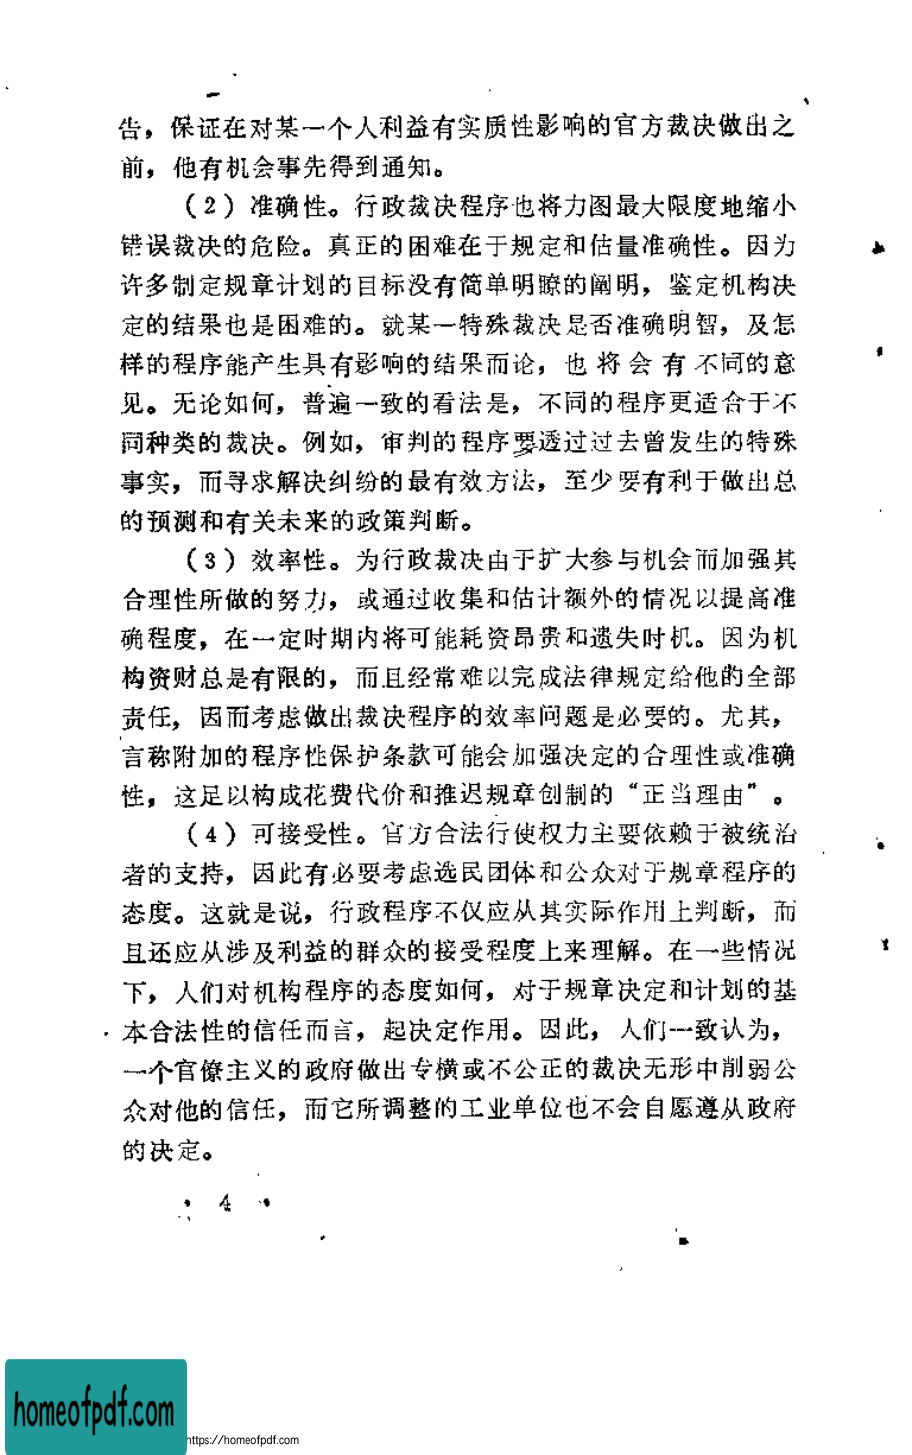 告，保证在对某一个人利益有实质性影响的官方裁决做出之
前，他有机会事先得到通知。
（2）准确性。行政裁决程序也将力图最大限度地缩小
错误裁决的危险。真正的困难在于规定和估量准确性。因为
许多制定规章计划的目标没有简单明瞭的阐明，鉴定机构决
定的结果也是困难的。就某一特殊裁决是否准确明智，及怎
样的程序能产生具有影响的结果而论，也将会有不同的意
见。无论如何，普遍一致的看法是，不同的程序更适合于不
同种类的裁决。例如，审判的程序要透过过去曾发生的特殊
事实，而寻求解决纠纷的最有效方法，至少要有利于做出总
的预测和有关未来的政策判断。
（3）效率性。为行政裁决由于扩大参与机会而加强其
合理性所做的努力，或通过收集和估计额外的情况以提高准
确程度，在一定时期内将可能耗资昂贵和遗失时机。因为机
构资财总是有限的，而且经常难以完成法律规定给他的全部
责任，因而考虑做出裁决程序的效率问题是必要的。尤其，
言称附加的程序性保护条款可能会加强决定的合理性或准确
性，这足以构成花费代价和推迟规章创制的“正当理由”。
（4）可接受性。官方合法行使权力主要依赖于被统治
者的支持，因此有必要考虑选民团体和公众对于规章程序的
态度。这就是说，行政程序不仅应从其实际作用上判断，而
且还应从涉及利益的群众的接受程度上来理解。在一些情况
下，人们对机构程序的态度如何，对于规章决定和计划的基
本合法性的信任而言，起决定作用。因此，人们一致认为，
一个官僚主义的政府做出专横或不公正的裁决无形中削弱公
众对他的信任，而它所调整的工业单位也不会自愿遵从政府
的决定。
· 4 ·
homeofpdf.com
https://homeofpdf.com